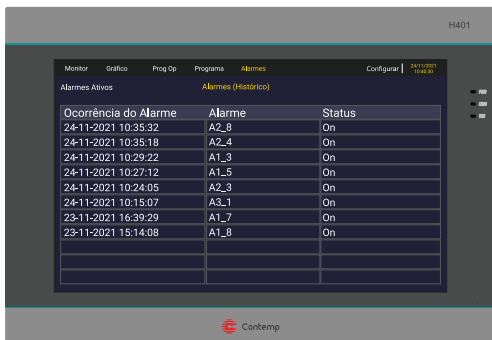 H401
Monitor Gráfico Prog Op Programa Alarmes Configurar 24/11/2021
10:40:30
Alarmes Ativos Alarmes (Histórico)
Ocorrência do Alarme Alarme Status
24-11-2021 10:35:32 A2_8 On
24-11-2021 10:35:18 A2_4 On
24-11-2021 10:29:22 A1_3 On
24-11-2021 10:27:12 A1_5 On
24-11-2021 10:24:05 A2_3 On
24-11-2021 10:15:07 A3_1 On
23-11-2021 16:39:29 A1_7 On
23-11-2021 15:14:08 A1_8 On
Contemp